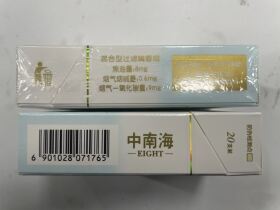 混合型过滤嘴香烟
焦油量:8mg
烟气烟碱量:0.6mg
烟气一氧化碳量:9mg
中南海
EIGHT
20支装
6 901028 071765